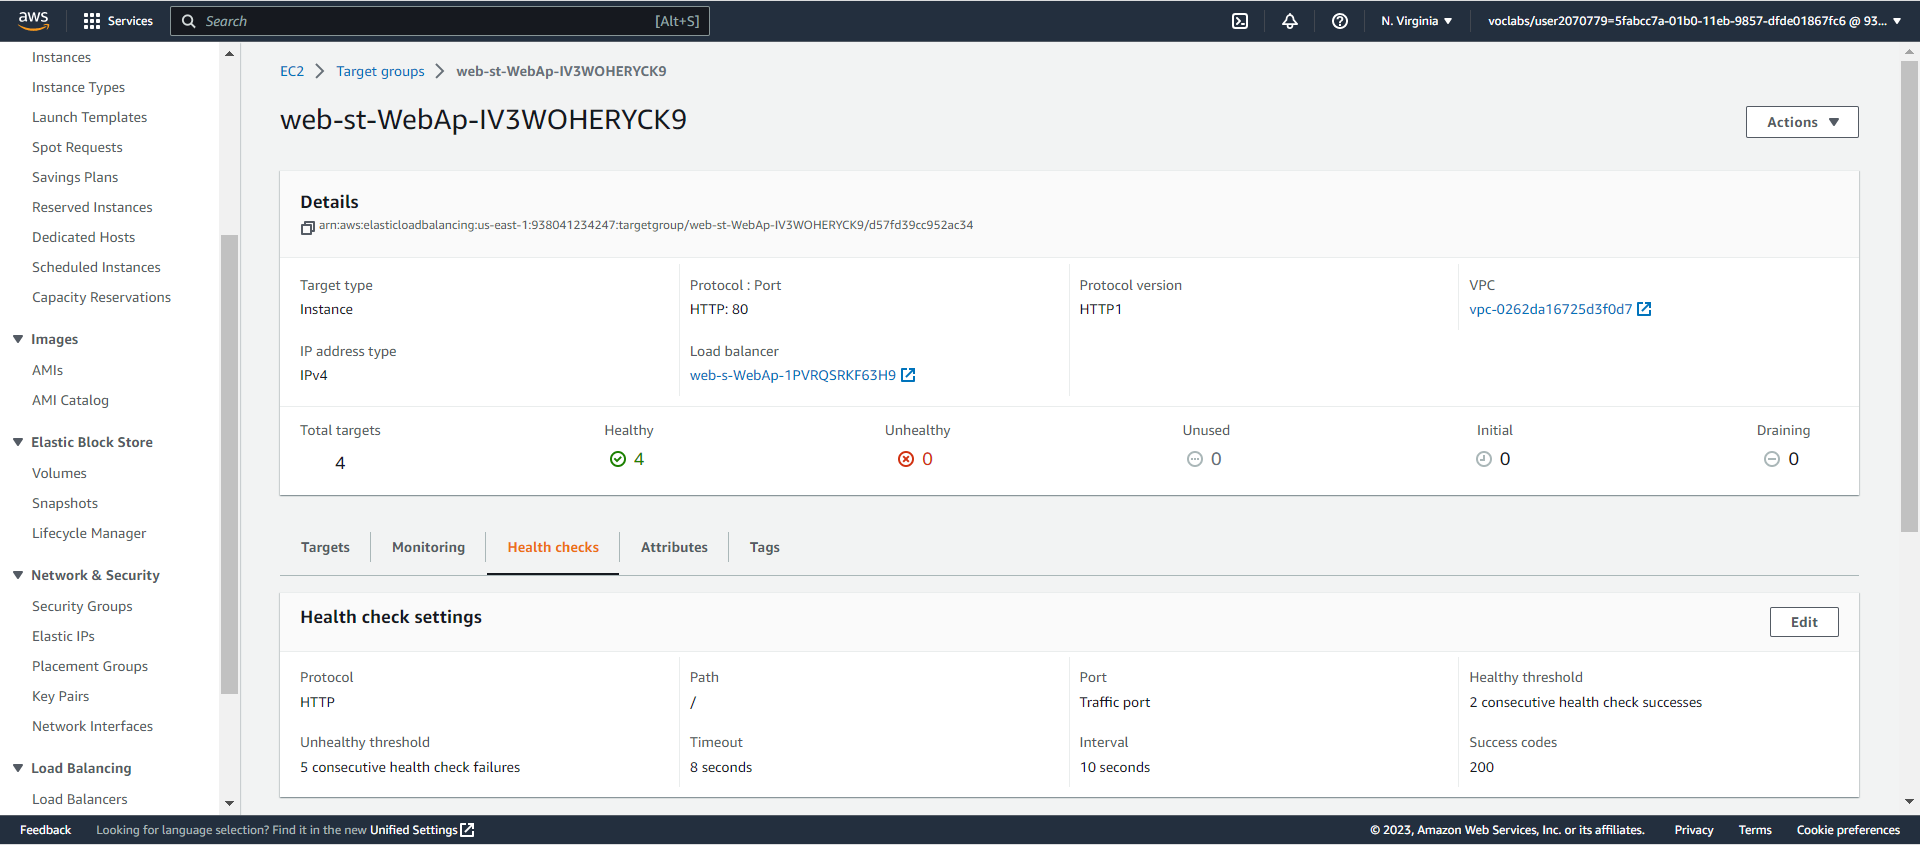 aws
Services
Search
[Alt+S]
N. Virginia
voclabs/user2070779=5fabcc7a-01b0-11eb-9857-dfde01867fc6 @ 93...
Instances
Instance Types
Launch Templates
Spot Requests
Savings Plans
Reserved Instances
Dedicated Hosts
Scheduled Instances
Capacity Reservations
Images
AMIs
AMI Catalog
Elastic Block Store
Volumes
Snapshots
Lifecycle Manager
Network & Security
Security Groups
Elastic IPs
Placement Groups
Key Pairs
Network Interfaces
Load Balancing
Load Balancers
EC2 Target groups web-st-WebAp-IV3WOHERYCK9
web-st-WebAp-IV3WOHERYCK9
Actions
Details
arn:aws:elasticloadbalancing:us-east-1:938041234247:targetgroup/web-st-WebAp-IV3WOHERYCK9/d57fd39cc952ac34
Target type
Instance
Protocol : Port
HTTP: 80
Protocol version
HTTP1
VPC
vpc-0262da16725d3f0d7
IP address type
IPv4
Load balancer
web-s-WebAp-1PVRQSRKF63H9
Total targets
4
Healthy
4
Unhealthy
0
Unused
0
Initial
0
Draining
0
Targets
Monitoring
Health checks
Attributes
Tags
Health check settings
Edit
Protocol
HTTP
Path
/
Port
Traffic port
Healthy threshold
2 consecutive health check successes
Unhealthy threshold
5 consecutive health check failures
Timeout
8 seconds
Interval
10 seconds
Success codes
200
Feedback
Looking for language selection? Find it in the new Unified Settings
© 2023, Amazon Web Services, Inc. or its affiliates.
Privacy
Terms
Cookie preferences